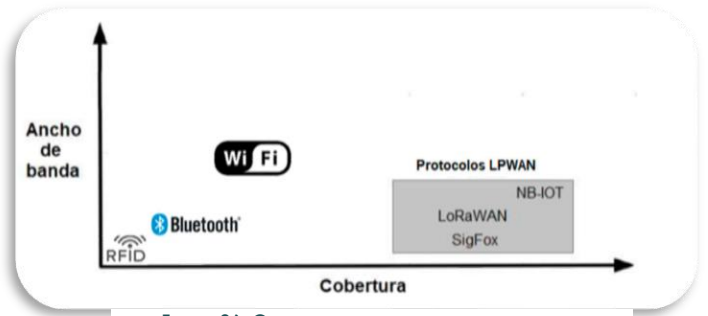 Ancho
de
banda
Wi Fi
Protocolos LPWAN
NB-IOT
LoRaWAN
SigFox
Bluetooth
RFID
Cobertura